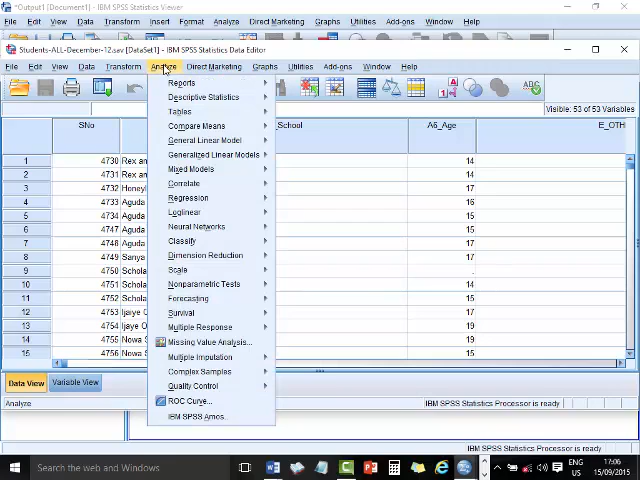 *Output1 [Document1] - IBM SPSS Statistics Viewer
File Edit View Data Transform Insert Format Analyze Direct Marketing Graphs Utilities Add-ons Window Help
Students-ALL-December-12.sav [DataSet1] - IBM SPSS Statistics Data Editor
File Edit View Data Transform Analyze Direct Marketing Graphs Utilities Add-ons Window Help
Visible: 53 of 53 Variables
SNo _School A6_Age E_OTH
1 4730 Rex an 14
2 4731 Rex an 14
3 4732 Honeyl 17
4 4733 Aguda 16
5 4734 Aguda 15
6 4747 Aguda 15
7 4748 Aguda 17
8 4749 Sanya 17
9 4750 Schola .
10 4751 Schola 14
11 4752 Schola 15
12 4753 Ijaiye O 17
13 4754 Ijaye O 19
14 4755 Nowa S 19
15 4756 Nowa S 15
Reports
Descriptive Statistics
Tables
Compare Means
General Linear Model
Generalized Linear Models
Mixed Models
Correlate
Regression
Loglinear
Neural Networks
Classify
Dimension Reduction
Scale
Nonparametric Tests
Forecasting
Survival
Multiple Response
Missing Value Analysis...
Multiple Imputation
Complex Samples
Quality Control
ROC Curve...
IBM SPSS Amos...
Data View Variable View
Analyze IBM SPSS Statistics Processor is ready
IBM SPSS Statistics Processor is ready
Search the web and Windows
ENG 17:06
US 15/09/2015